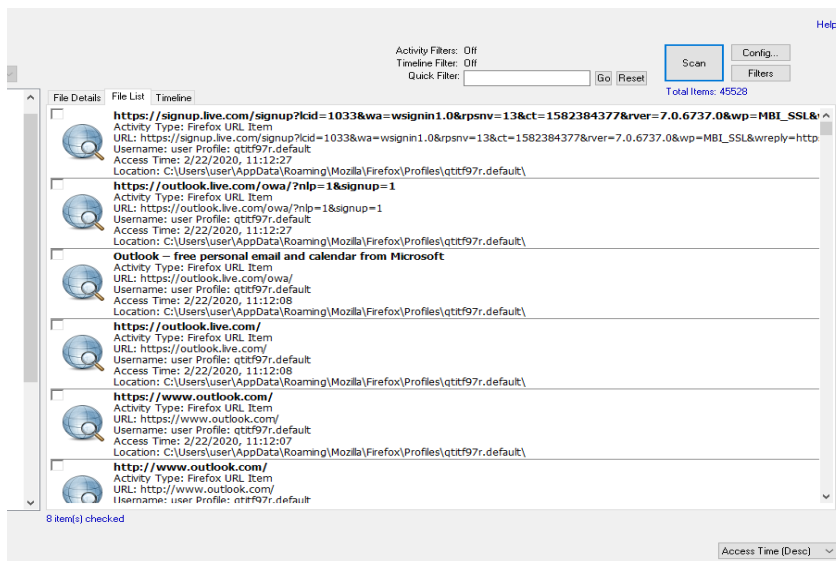 Help
Activity Filters: Off
Timeline Filter: Off
Quick Filter:
Go Reset
Scan
Config...
Filters
Total Items: 45528
File Details File List Timeline
https://signup.live.com/signup?lcid=1033&wa=wsignin1.0&rpsnv=13&ct=1582384377&rver=7.0.6737.0&wp=MBI_SSL&
Activity Type: Firefox URL Item
URL: https://signup.live.com/signup?lcid=1033&wa=wsignin1.0&rpsnv=13&ct=1582384377&rver=7.0.6737.0&wp=MBI_SSL&wreply=http
Username: user Profile: qtitf97r.default
Access Time: 2/22/2020, 11:12:27
Location: C:\Users\user\AppData\Roaming\Mozilla\Firefox\Profiles\qtitf97r.default\
https://outlook.live.com/owa/?nlp=1&signup=1
Activity Type: Firefox URL Item
URL: https://outlook.live.com/owa/?nlp=1&signup=1
Username: user Profile: qtitf97r.default
Access Time: 2/22/2020, 11:12:27
Location: C:\Users\user\AppData\Roaming\Mozilla\Firefox\Profiles\qtitf97r.default\
Outlook – free personal email and calendar from Microsoft
Activity Type: Firefox URL Item
URL: https://outlook.live.com/owa/
Username: user Profile: qtitf97r.default
Access Time: 2/22/2020, 11:12:08
Location: C:\Users\user\AppData\Roaming\Mozilla\Firefox\Profiles\qtitf97r.default\
https://outlook.live.com/
Activity Type: Firefox URL Item
URL: https://outlook.live.com/
Username: user Profile: qtitf97r.default
Access Time: 2/22/2020, 11:12:08
Location: C:\Users\user\AppData\Roaming\Mozilla\Firefox\Profiles\qtitf97r.default\
https://www.outlook.com/
Activity Type: Firefox URL Item
URL: https://www.outlook.com/
Username: user Profile: qtitf97r.default
Access Time: 2/22/2020, 11:12:07
Location: C:\Users\user\AppData\Roaming\Mozilla\Firefox\Profiles\qtitf97r.default\
http://www.outlook.com/
Activity Type: Firefox URL Item
URL: http://www.outlook.com/
Username: user Profile: qtitf97r.default
8 item(s) checked
Access Time (Desc)